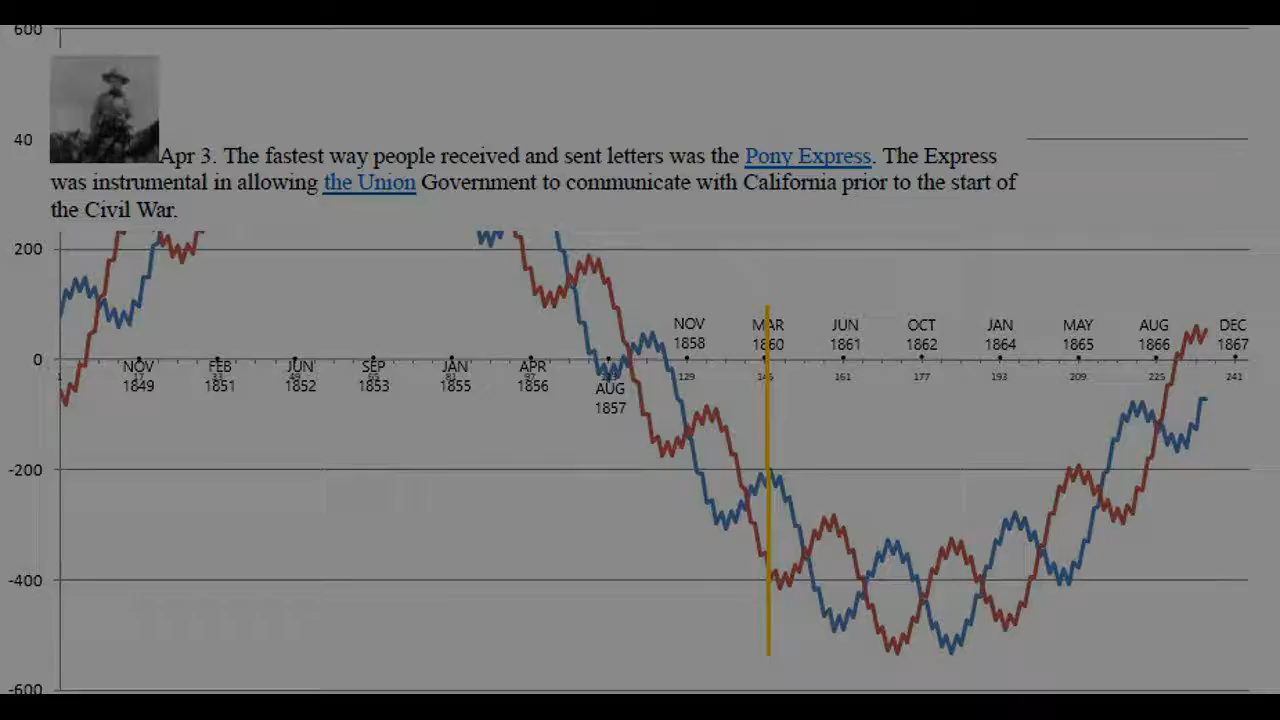 600
40
Apr 3. The fastest way people received and sent letters was the Pony Express. The Express
was instrumental in allowing the Union Government to communicate with California prior to the start of
the Civil War.
200
NOV 1858
MAR 1860
JUN 1861
OCT 1862
JAN 1864
MAY 1865
AUG 1866
DEC 1867
0
NOV 1849
FEB 1851
JUN 1852
SEP 1853
JAN 1855
APR 1856
AUG 1857
129
145
161
177
193
209
225
241
-200
-400
-600